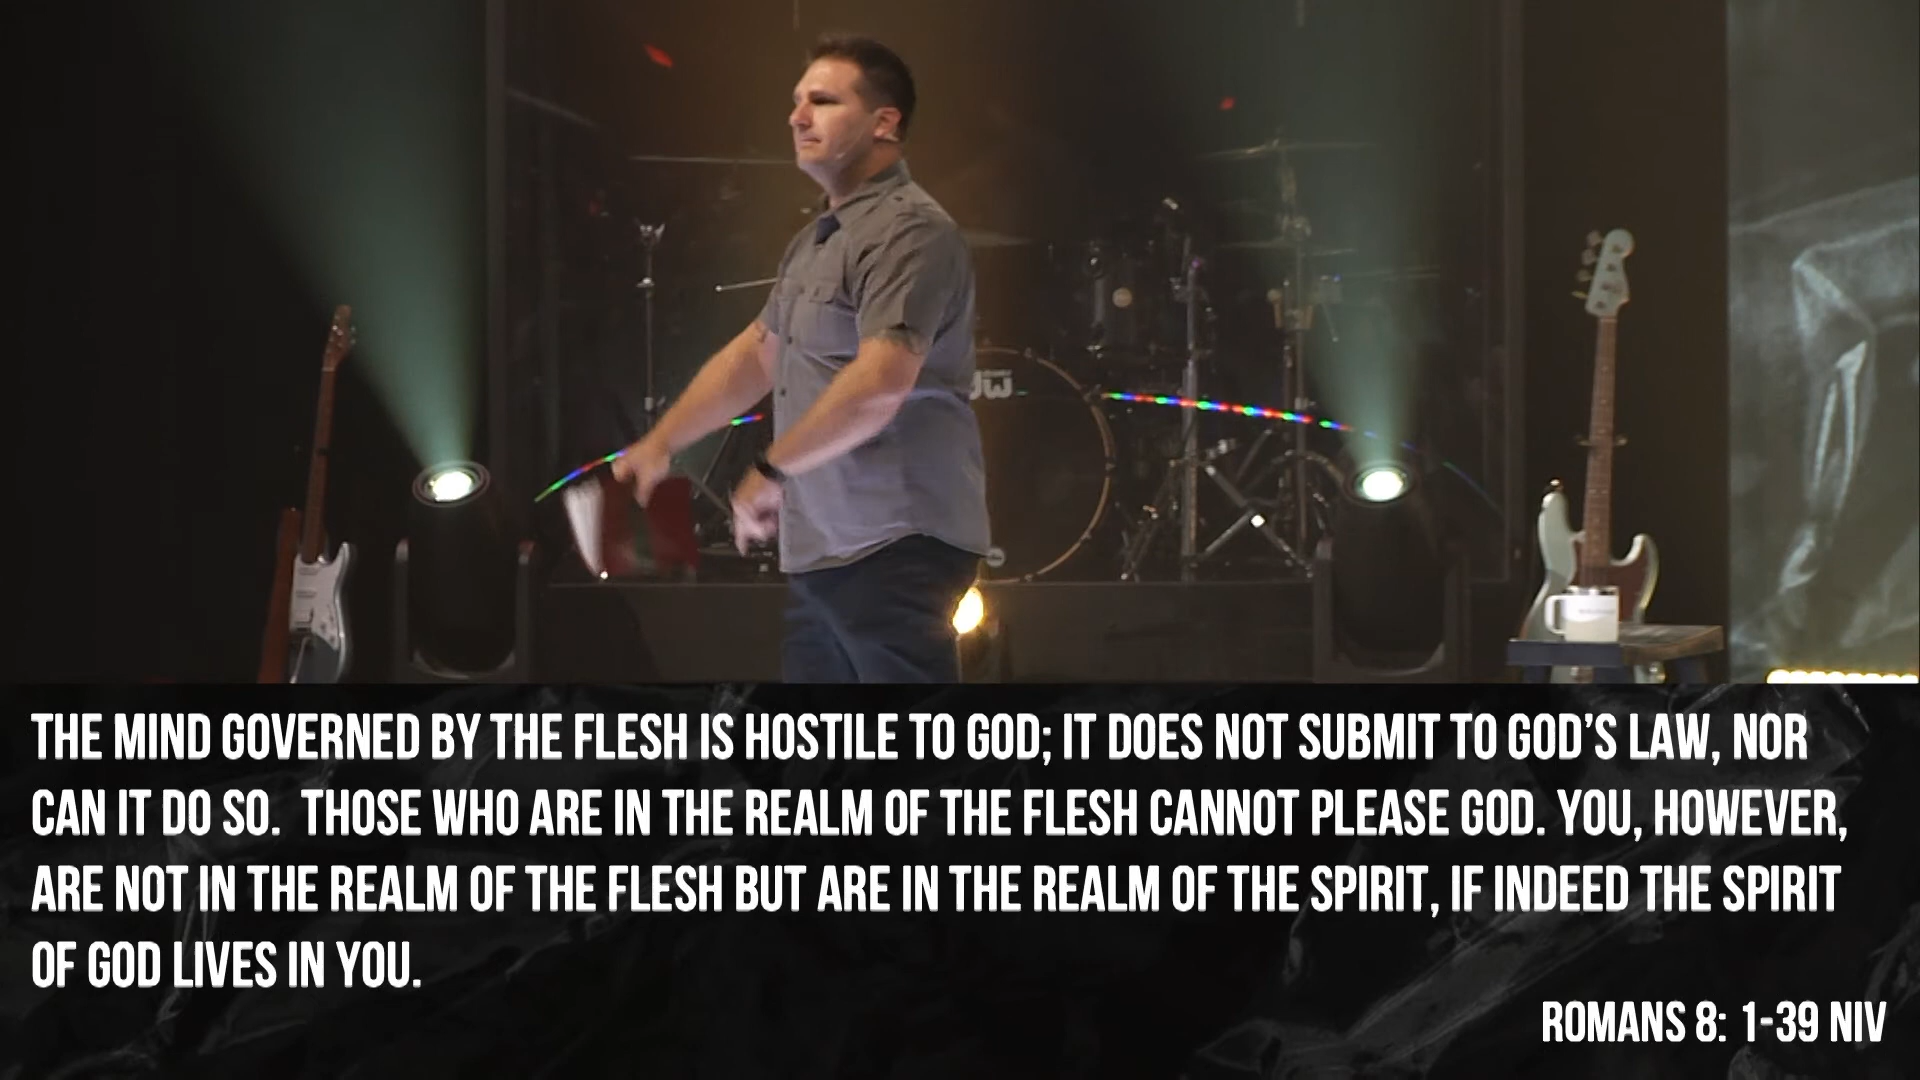 dw
THE MIND GOVERNED BY THE FLESH IS HOSTILE TO GOD; IT DOES NOT SUBMIT TO GOD’S LAW, NOR
CAN IT DO SO.  THOSE WHO ARE IN THE REALM OF THE FLESH CANNOT PLEASE GOD. YOU, HOWEVER,
ARE NOT IN THE REALM OF THE FLESH BUT ARE IN THE REALM OF THE SPIRIT, IF INDEED THE SPIRIT
OF GOD LIVES IN YOU.
ROMANS 8: 1-39 NIV